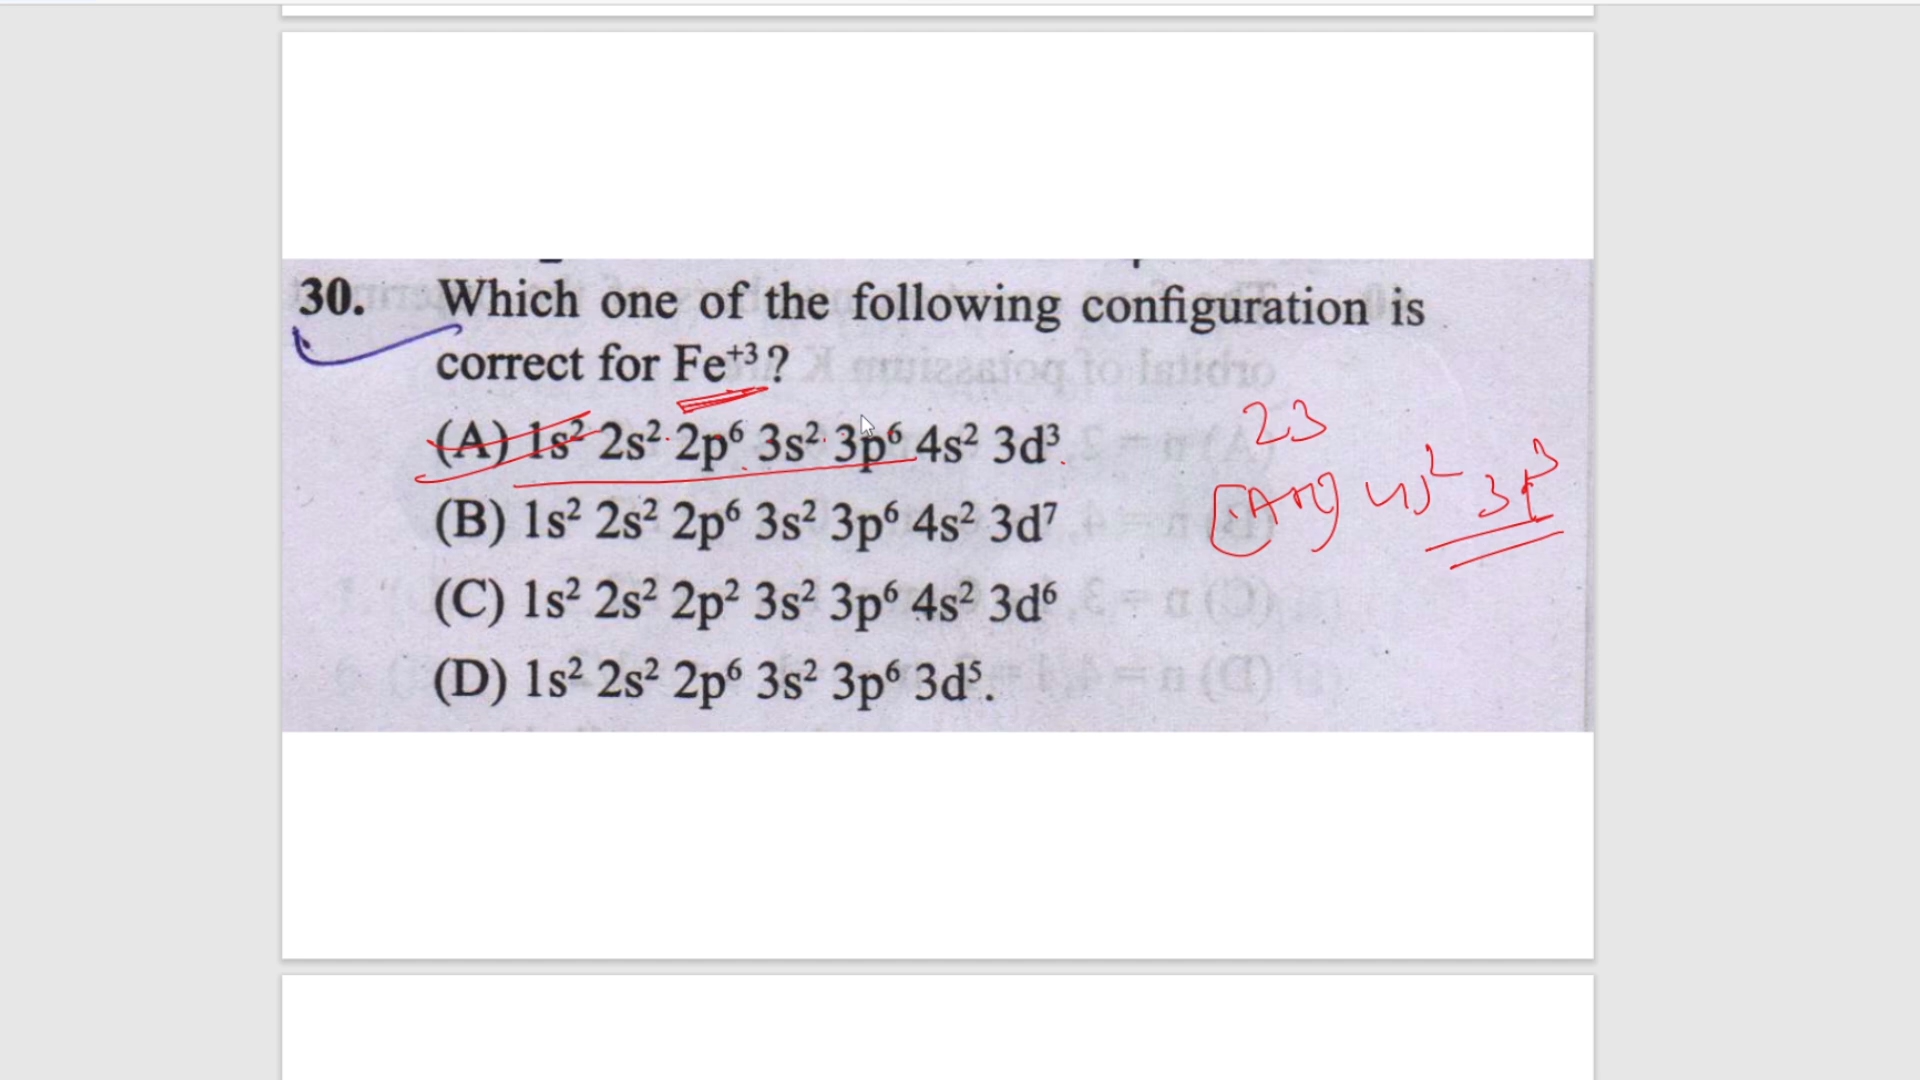 30. Which one of the following configuration is
correct for Fe⁺³?
(A) 1s² 2s² 2p⁶ 3s² 3p⁶ 4s² 3d³
(B) 1s² 2s² 2p⁶ 3s² 3p⁶ 4s² 3d⁷
(C) 1s² 2s² 2p² 3s² 3p⁶ 4s² 3d⁶
(D) 1s² 2s² 2p⁶ 3s² 3p⁶ 3d⁵.
23
4s²